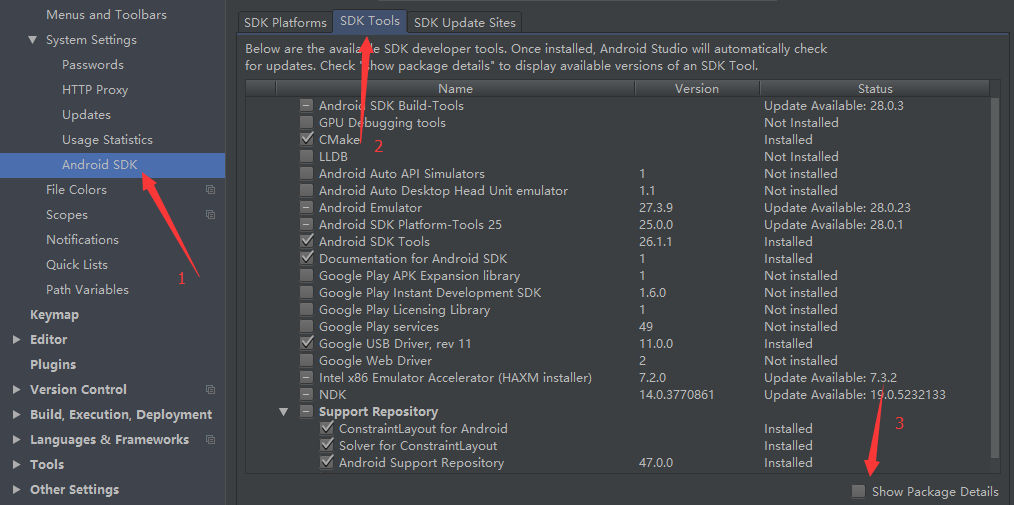 Menus and Toolbars
System Settings
Passwords
HTTP Proxy
Updates
Usage Statistics
Android SDK
File Colors
Scopes
Notifications
Quick Lists
Path Variables
Keymap
Editor
Plugins
Version Control
Build, Execution, Deployment
Languages & Frameworks
Tools
Other Settings
1
SDK Platforms SDK Tools SDK Update Sites
Below are the available SDK developer tools. Once installed, Android Studio will automatically check
for updates. Check "show package details" to display available versions of an SDK Tool.
Name Version Status
Android SDK Build-Tools Update Available: 28.0.3
GPU Debugging tools Not Installed
CMake Installed
2
LLDB Not Installed
Android Auto API Simulators 1 Not installed
Android Auto Desktop Head Unit emulator 1.1 Not installed
Android Emulator 27.3.9 Update Available: 28.0.23
Android SDK Platform-Tools 25 25.0.0 Update Available: 28.0.1
Android SDK Tools 26.1.1 Installed
Documentation for Android SDK 1 Installed
Google Play APK Expansion library 1 Not installed
Google Play Instant Development SDK 1.6.0 Not installed
Google Play Licensing Library 1 Not installed
Google Play services 49 Not installed
Google USB Driver, rev 11 11.0.0 Installed
Google Web Driver 2 Not installed
Intel x86 Emulator Accelerator (HAXM installer) 7.2.0 Update Available: 7.3.2
NDK 14.0.3770861 Update Available: 19.0.5232133
Support Repository
ConstraintLayout for Android Installed
3
Solver for ConstraintLayout Installed
Android Support Repository 47.0.0 Installed
Show Package Details